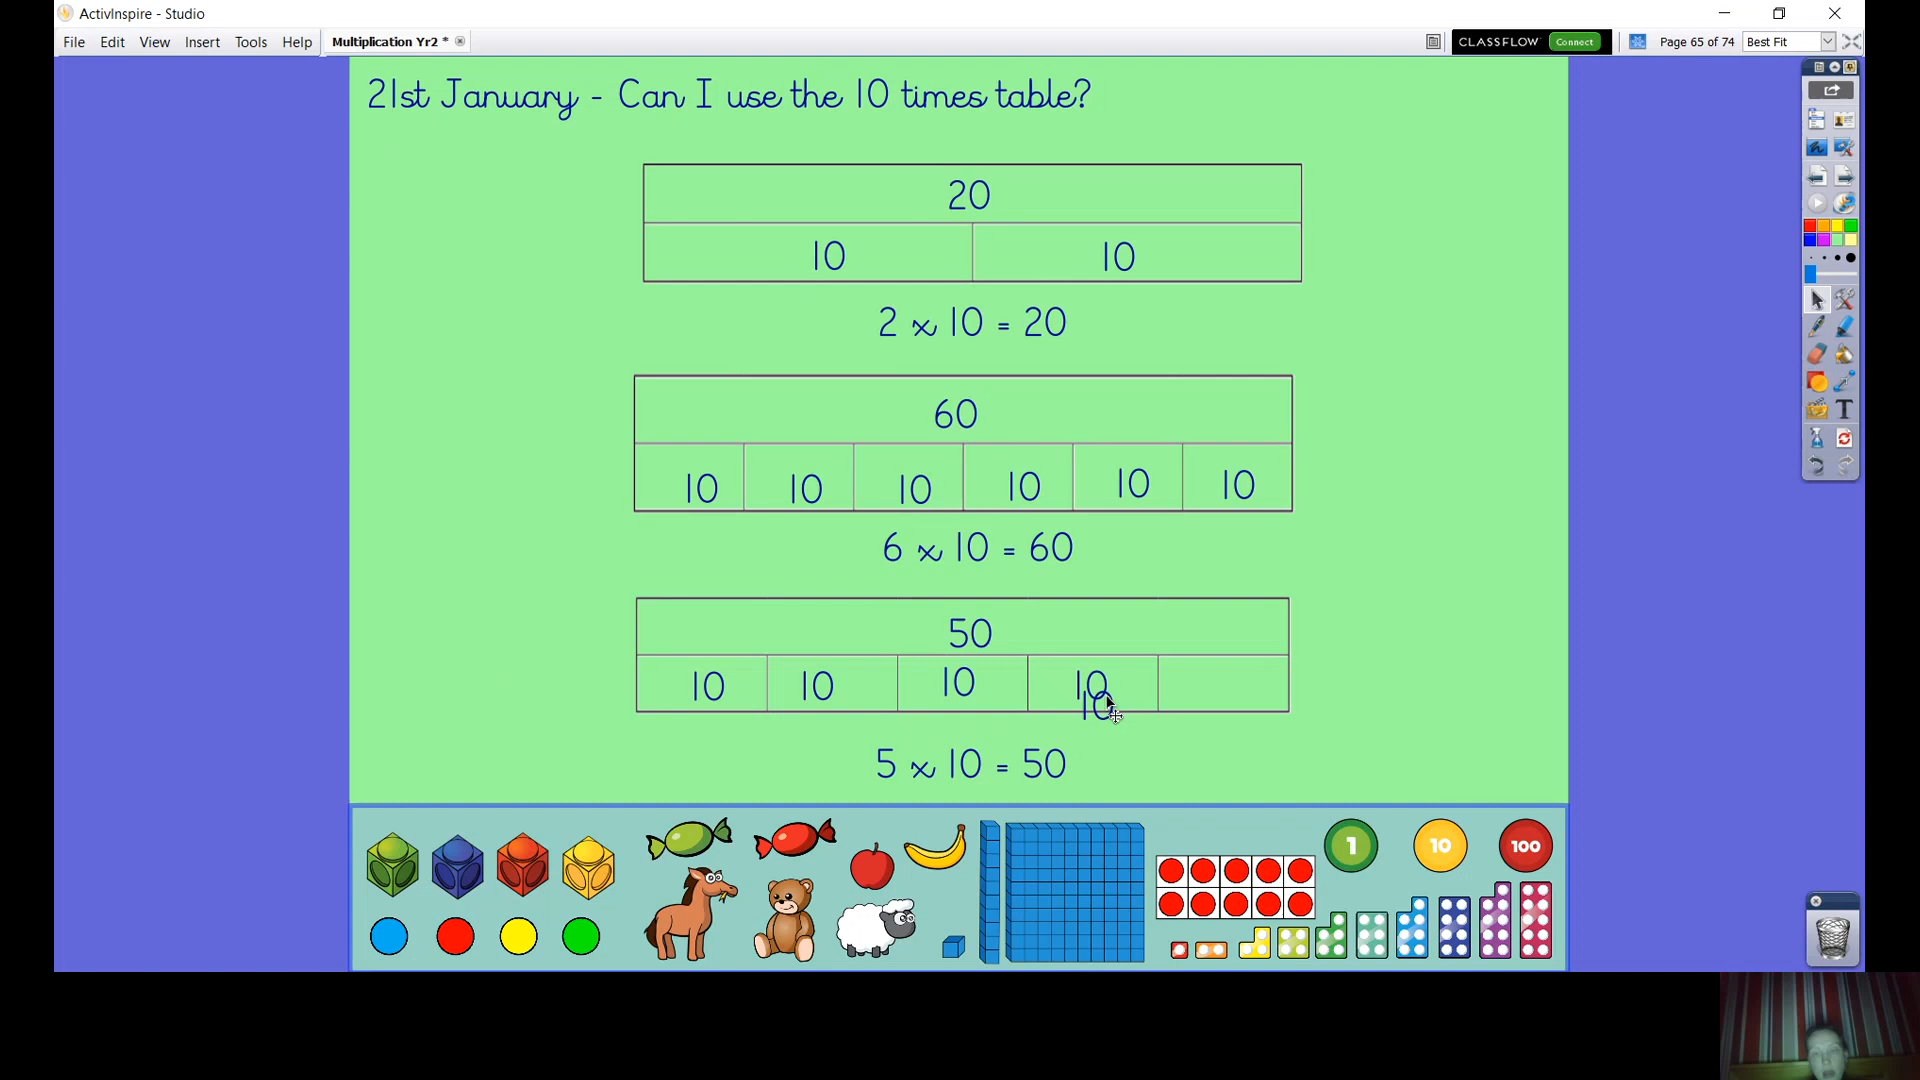 ActivInspire - Studio
File Edit View Insert Tools Help
Multiplication Yr2 *
CLASSFLOW Connect
Page 65 of 74
Best Fit
21st January - Can I use the 10 times table?
20
10 10
2 x 10 = 20
60
10 10 10 10 10 10
6 x 10 = 60
50
10 10 10 10
10
5 x 10 = 50
1 10 100
T